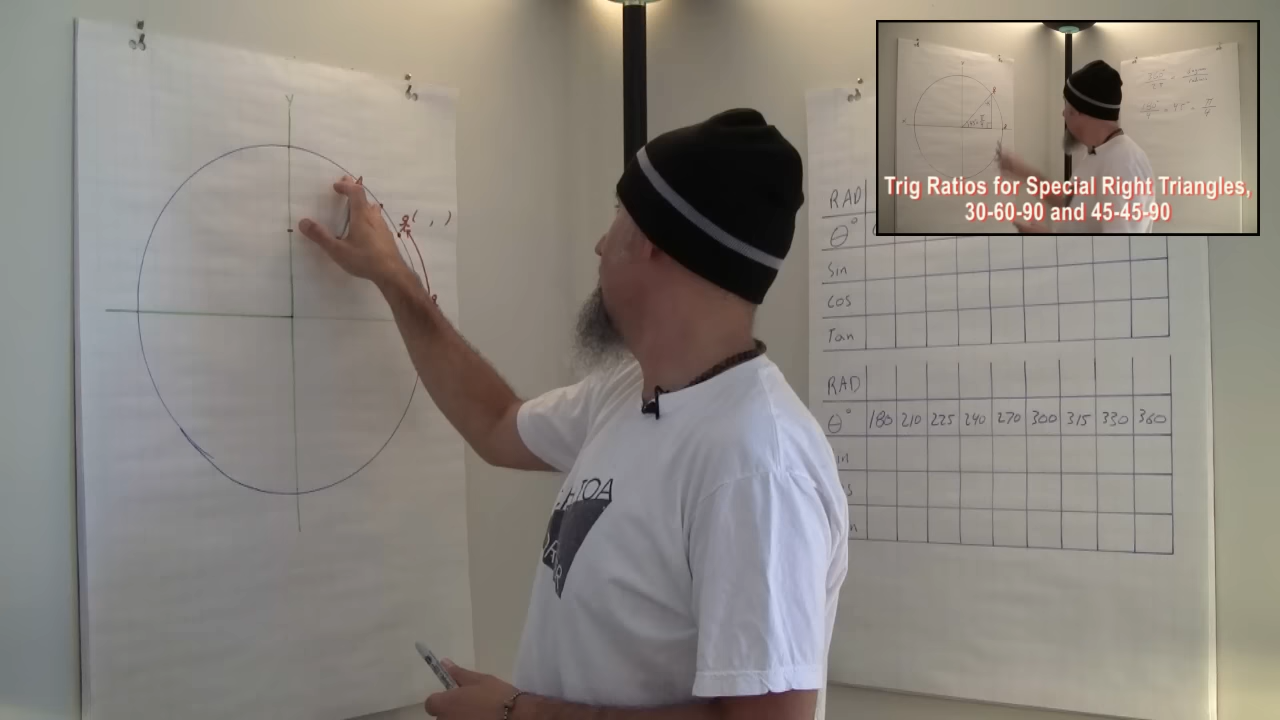 y
( , )
RAD
θ°
Sin
Cos
Tan
RAD
θ° 180 210 225 240 270 300 315 330 360
Trig Ratios for Special Right Triangles,
30-60-90 and 45-45-90